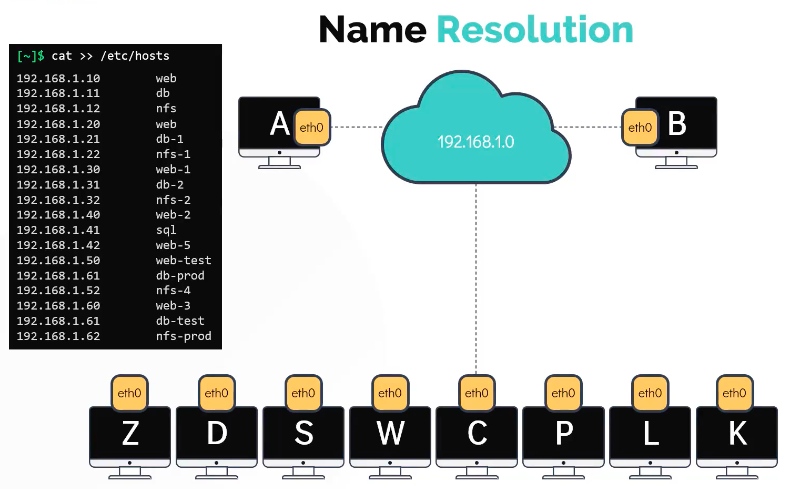 Name Resolution
[~]$ cat >> /etc/hosts
192.168.1.10 web
192.168.1.11 db
192.168.1.12 nfs
192.168.1.20 web
192.168.1.21 db-1
192.168.1.22 nfs-1
192.168.1.30 web-1
192.168.1.31 db-2
192.168.1.32 nfs-2
192.168.1.40 web-2
192.168.1.41 sql
192.168.1.42 web-5
192.168.1.50 web-test
192.168.1.61 db-prod
192.168.1.52 nfs-4
192.168.1.60 web-3
192.168.1.61 db-test
192.168.1.62 nfs-prod
A eth0
192.168.1.0
eth0 B
eth0 eth0 eth0 eth0 eth0 eth0 eth0 eth0
Z D S W C P L K